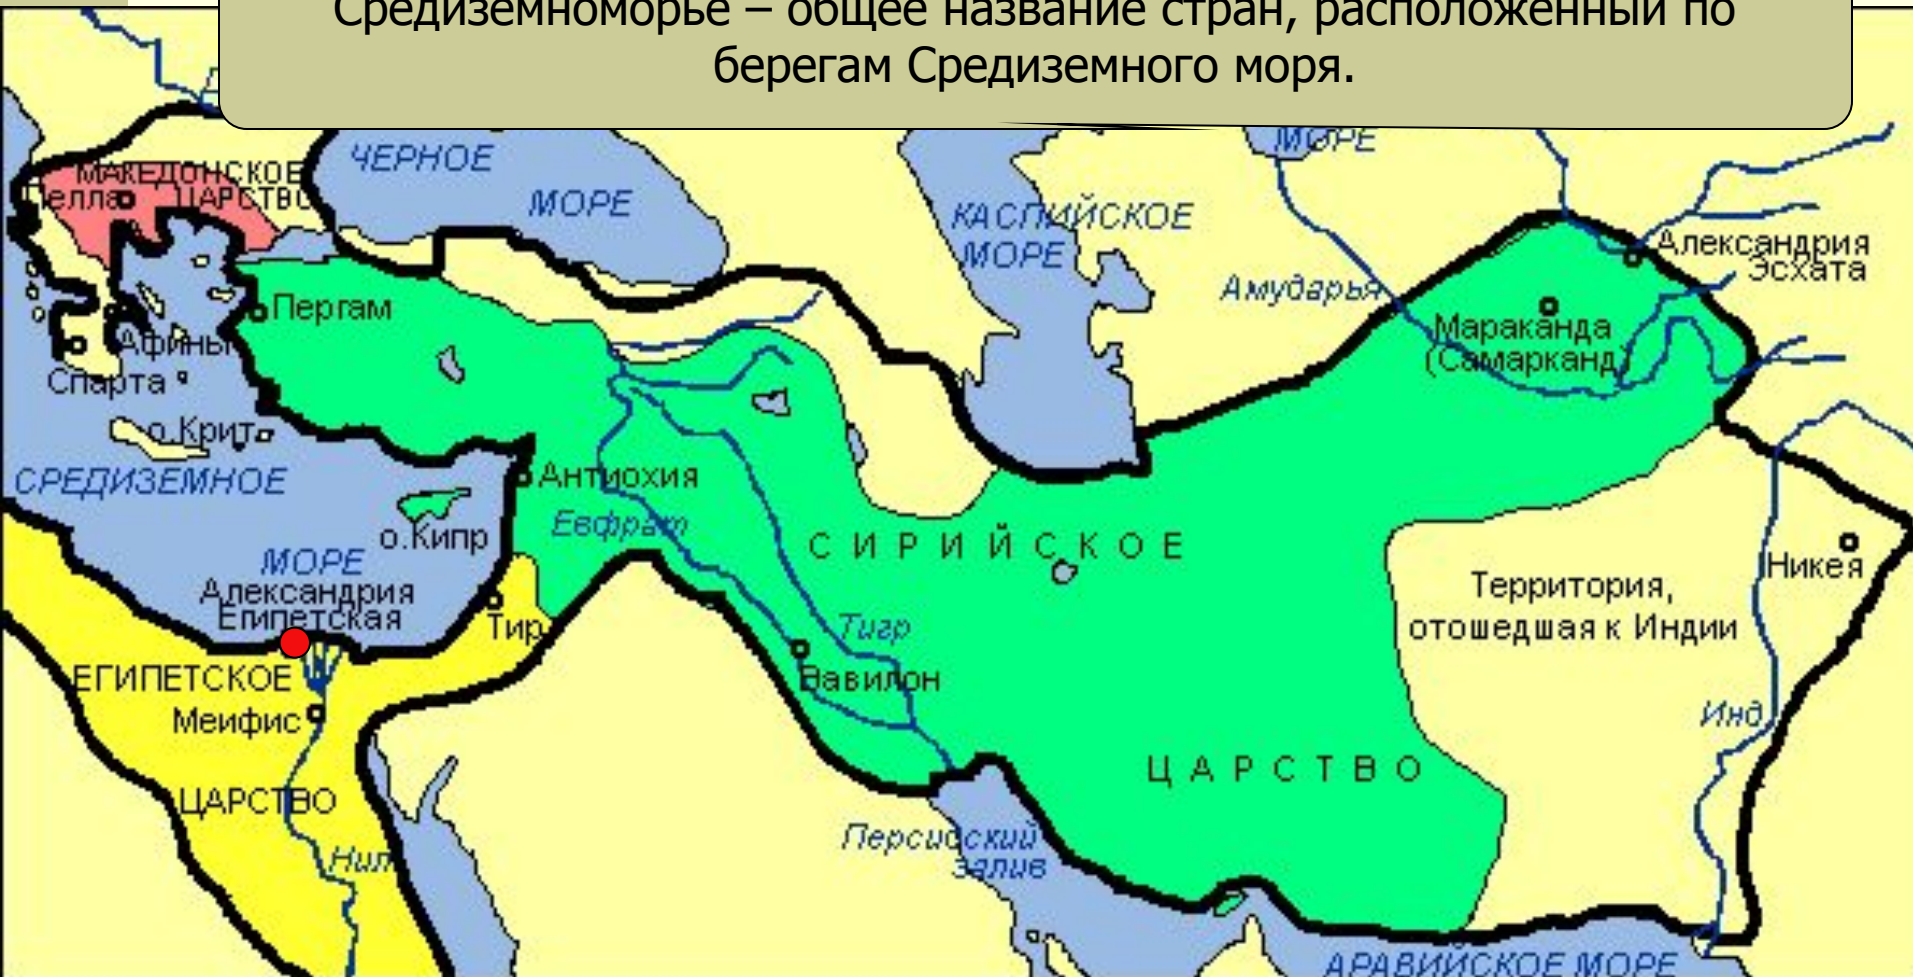 Средиземноморье – общее название стран, расположенный по
берегам Средиземного моря.
ЧЕРНОЕ
МОРЕ
МОРЕ
МАКЕДОНСКОЕ
ЦАРСТВО
Пелла
КАСПИЙСКОЕ
МОРЕ
Амударья
Александрия
Эсхата
Мараканда
(Самарканд)
Пергам
Афины
Спарта
о.Крит
СРЕДИЗЕМНОЕ
МОРЕ
Антиохия
Евфрат
о.Кипр
СИРИЙСКОЕ
ЦАРСТВО
Территория,
отошедшая к Индии
Никея
Александрия
Египетская
Тир
Тигр
Вавилон
ЕГИПЕТСКОЕ
ЦАРСТВО
Меифис
Инд
Нил
Персидский
залив
АРАВИЙСКОЕ МОРЕ